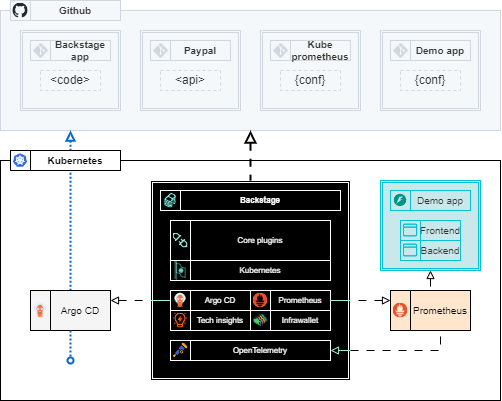 Github
Backstage
app
<code>
Paypal
<api>
Kube
prometheus
{conf}
Demo app
{conf}
Kubernetes
Backstage
Core plugins
Kubernetes
Argo CD
Prometheus
Tech insights
Infrawallet
OpenTelemetry
Demo app
Frontend
Backend
Argo CD
Prometheus